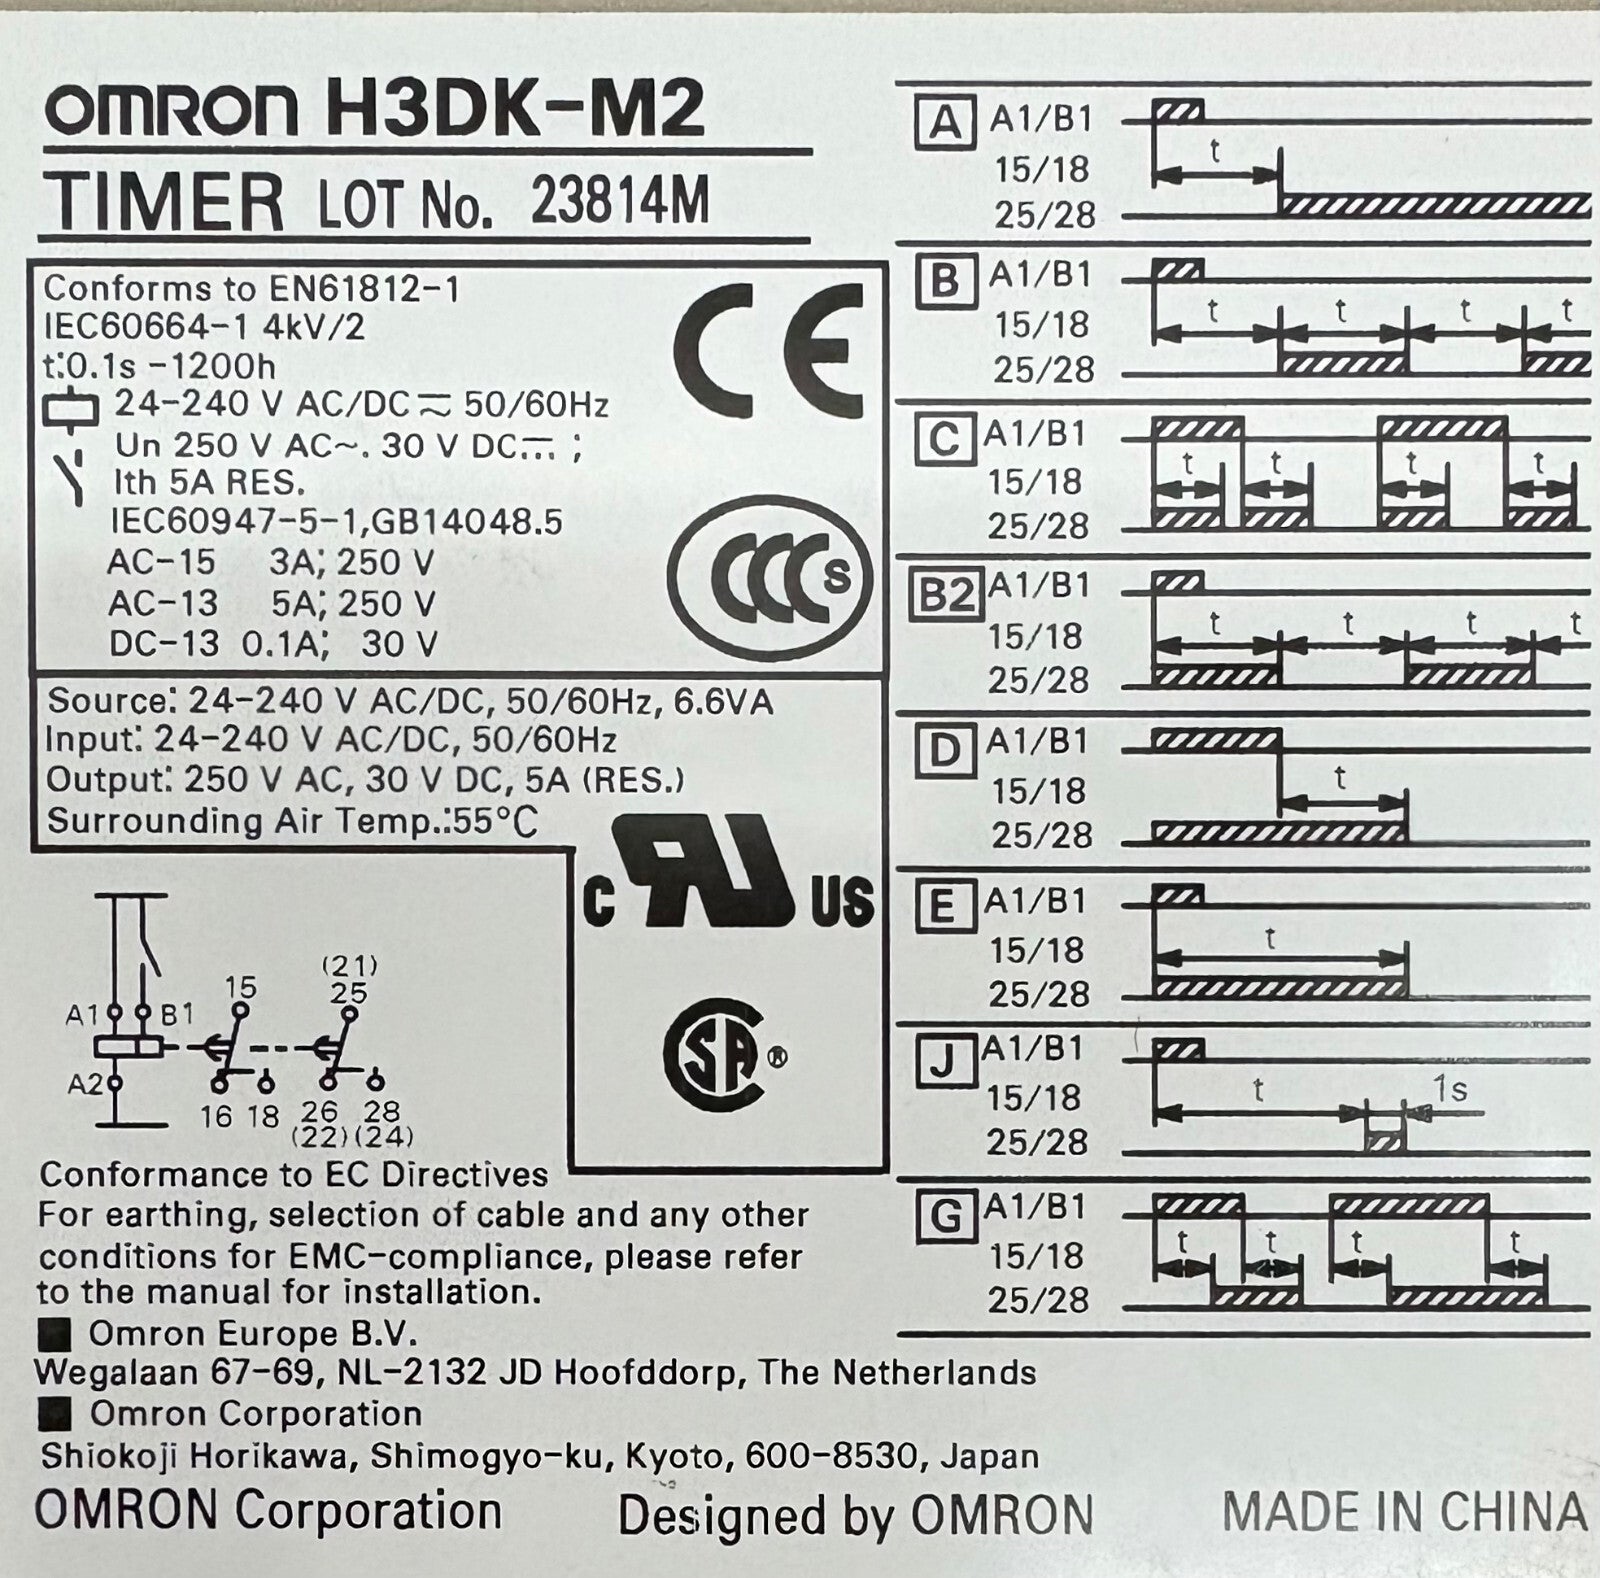 omron H3DK-M2
TIMER LOT No. 23814M
Conforms to EN61812-1
IEC60664-1 4kV/2
t:0.1s -1200h
24-240 V AC/DC 50/60Hz
Un 250 V AC~. 30 V DC⎓ ;
Ith 5A RES.
IEC60947-5-1,GB14048.5
AC-15 3A; 250 V
AC-13 5A; 250 V
DC-13 0.1A; 30 V
CE
CCC S
Source: 24-240 V AC/DC, 50/60Hz, 6.6VA
Input: 24-240 V AC/DC, 50/60Hz
Output: 250 V AC, 30 V DC, 5A (RES.)
Surrounding Air Temp.:55°C
C RU US
CSA ®
(21)
15 25
A1 B1
A2
16 18 26 28
(22) (24)
Conformance to EC Directives
For earthing, selection of cable and any other
conditions for EMC-compliance, please refer
to the manual for installation.
■ Omron Europe B.V.
Wegalaan 67-69, NL-2132 JD Hoofddorp, The Netherlands
■ Omron Corporation
Shiokoji Horikawa, Shimogyo-ku, Kyoto, 600-8530, Japan
OMRON Corporation Designed by OMRON MADE IN CHINA
A A1/B1
t
15/18
25/28
B A1/B1
t t t t
15/18
25/28
C A1/B1
t t t t
15/18
25/28
B2 A1/B1
t t t t
15/18
25/28
D A1/B1
t
15/18
25/28
E A1/B1
t
15/18
25/28
J A1/B1
t 1s
15/18
25/28
G A1/B1
t t t t
15/18
25/28